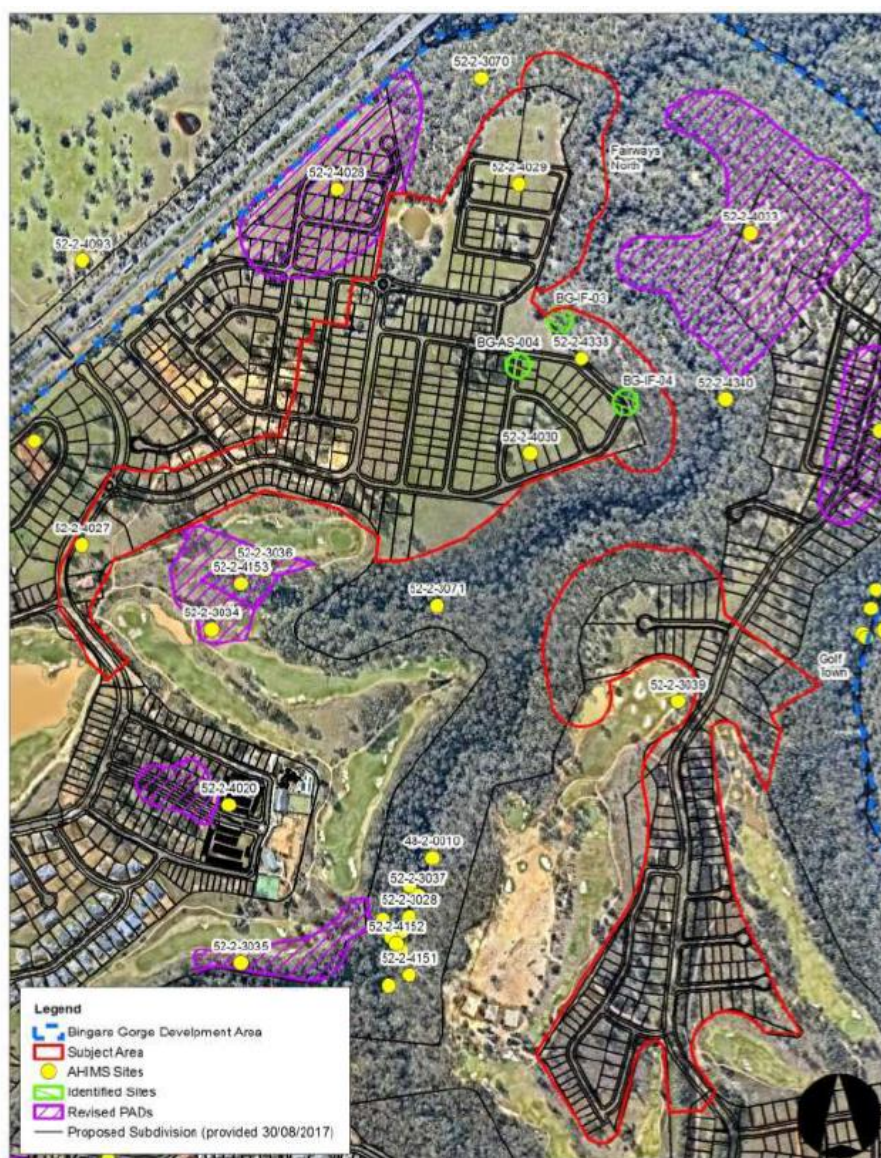 52-2-3070
Fairways
North
52-2-4028
52-2-4029
52-2-4033
52-2-4093
BG-IF-03
BG-AS-004
52-2-4338
BG-IF-04
52-2-4340
52-2-4030
52-2-4027
52-2-3036
52-2-4153
52-2-3071
52-2-3034
Golf
Town
52-2-3039
52-2-4020
48-2-0010
52-2-3037
52-2-3028
52-2-4152
52-2-3035
52-2-4151
Legend
Bingara Gorge Develpment Area
Subject Area
AHIMS Sites
Identified Sites
Revised PADs
Proposed Subdivision (provided 30/08/2017)